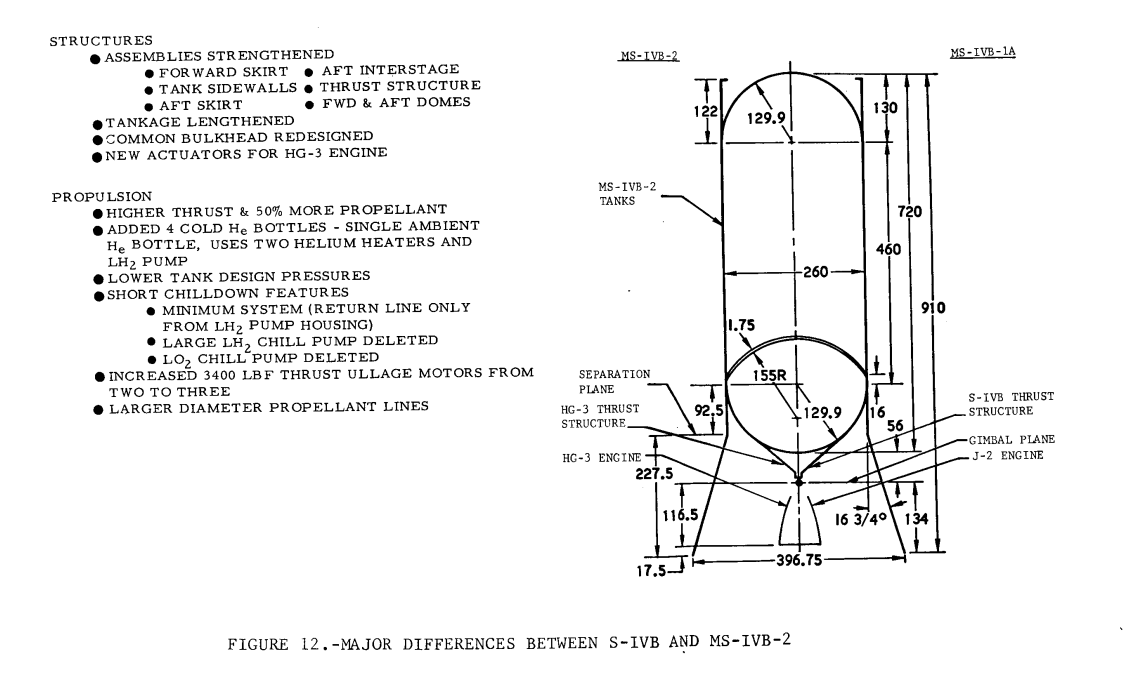 STRUCTURES
● ASSEMBLIES STRENGTHENED
● FORWARD SKIRT ● AFT INTERSTAGE
● TANK SIDEWALLS ● THRUST STRUCTURE
● AFT SKIRT ● FWD & AFT DOMES
● TANKAGE LENGTHENED
● COMMON BULKHEAD REDESIGNED
● NEW ACTUATORS FOR HG-3 ENGINE
PROPULSION
● HIGHER THRUST & 50% MORE PROPELLANT
● ADDED 4 COLD He BOTTLES - SINGLE AMBIENT
He BOTTLE, USES TWO HELIUM HEATERS AND
LH2 PUMP
● LOWER TANK DESIGN PRESSURES
● SHORT CHILLDOWN FEATURES
● MINIMUM SYSTEM (RETURN LINE ONLY
FROM LH2 PUMP HOUSING)
● LARGE LH2 CHILL PUMP DELETED
● LO2 CHILL PUMP DELETED
● INCREASED 3400 LBF THRUST ULLAGE MOTORS FROM
TWO TO THREE
● LARGER DIAMETER PROPELLANT LINES
MS-IVB-2
MS-IVB-1A
122
129.9
130
MS-IVB-2
TANKS
720
460
260
910
1.75
155R
SEPARATION
PLANE
92.5
129.9
16
S-IVB THRUST
STRUCTURE
HG-3 THRUST
STRUCTURE
56
GIMBAL PLANE
HG-3 ENGINE
J-2 ENGINE
227.5
116.5
16 3/4°
134
396.75
17.5
FIGURE 12.-MAJOR DIFFERENCES BETWEEN S-IVB AND MS-IVB-2